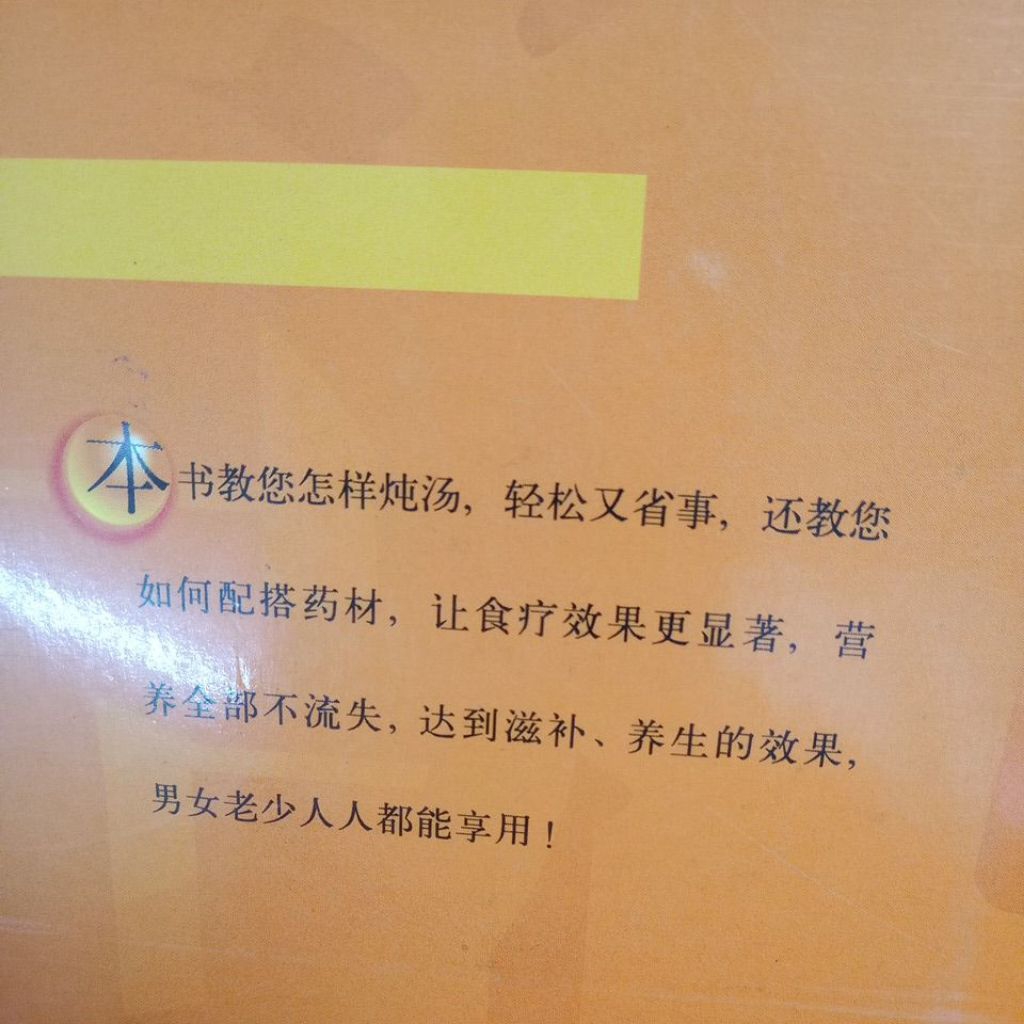 本书教您怎样炖汤，轻松又省事，还教您
如何配搭药材，让食疗效果更显著，营
养全部不流失，达到滋补、养生的效果，
男女老少人人都能享用！